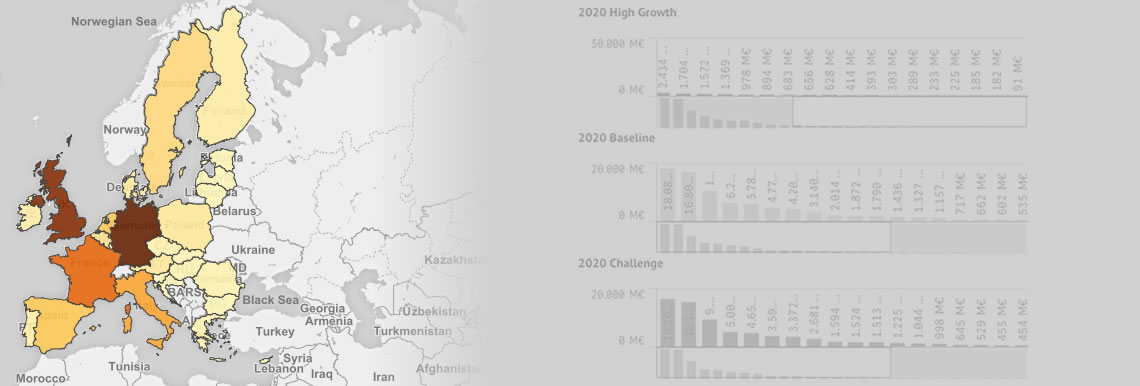 Norwegian Sea
Sweden
Finland
Norway
Belarus
Poland
Germany
Ukraine
France
Kazakhstan
MD
BA
RS
Black Sea
Georgia
Armenia
Uzbekistan
Turkmenistan
Turkey
Syria
Lebanon
Iraq
Iran
Afghanistan
Tunisia
Morocco
2020 High Growth
50.000 M€
0 M€
2.434 ...
1.704 ...
1.572 ...
1.369 ...
978 M€
894 M€
683 M€
656 M€
628 M€
414 M€
393 M€
303 M€
289 M€
233 M€
225 M€
185 M€
182 M€
91 M€
2020 Baseline
20.000 M€
0 M€
18.08...
16.80...
1...
6.2...
5.78...
4.77...
4.20...
3.140...
2.014 ...
1.872 ...
1.790 ...
1.436 ...
1.327 ...
1.157 ...
717 M€
662 M€
602 M€
535 M€
2020 Challenge
20.000 M€
0 M€
9...
5.00...
4.65...
3.59...
3.372...
2.681...
1.594 ...
1.524 ...
1.513 ...
1.225 ...
1.044 ...
998 M€
645 M€
529 M€
455 M€
454 M€